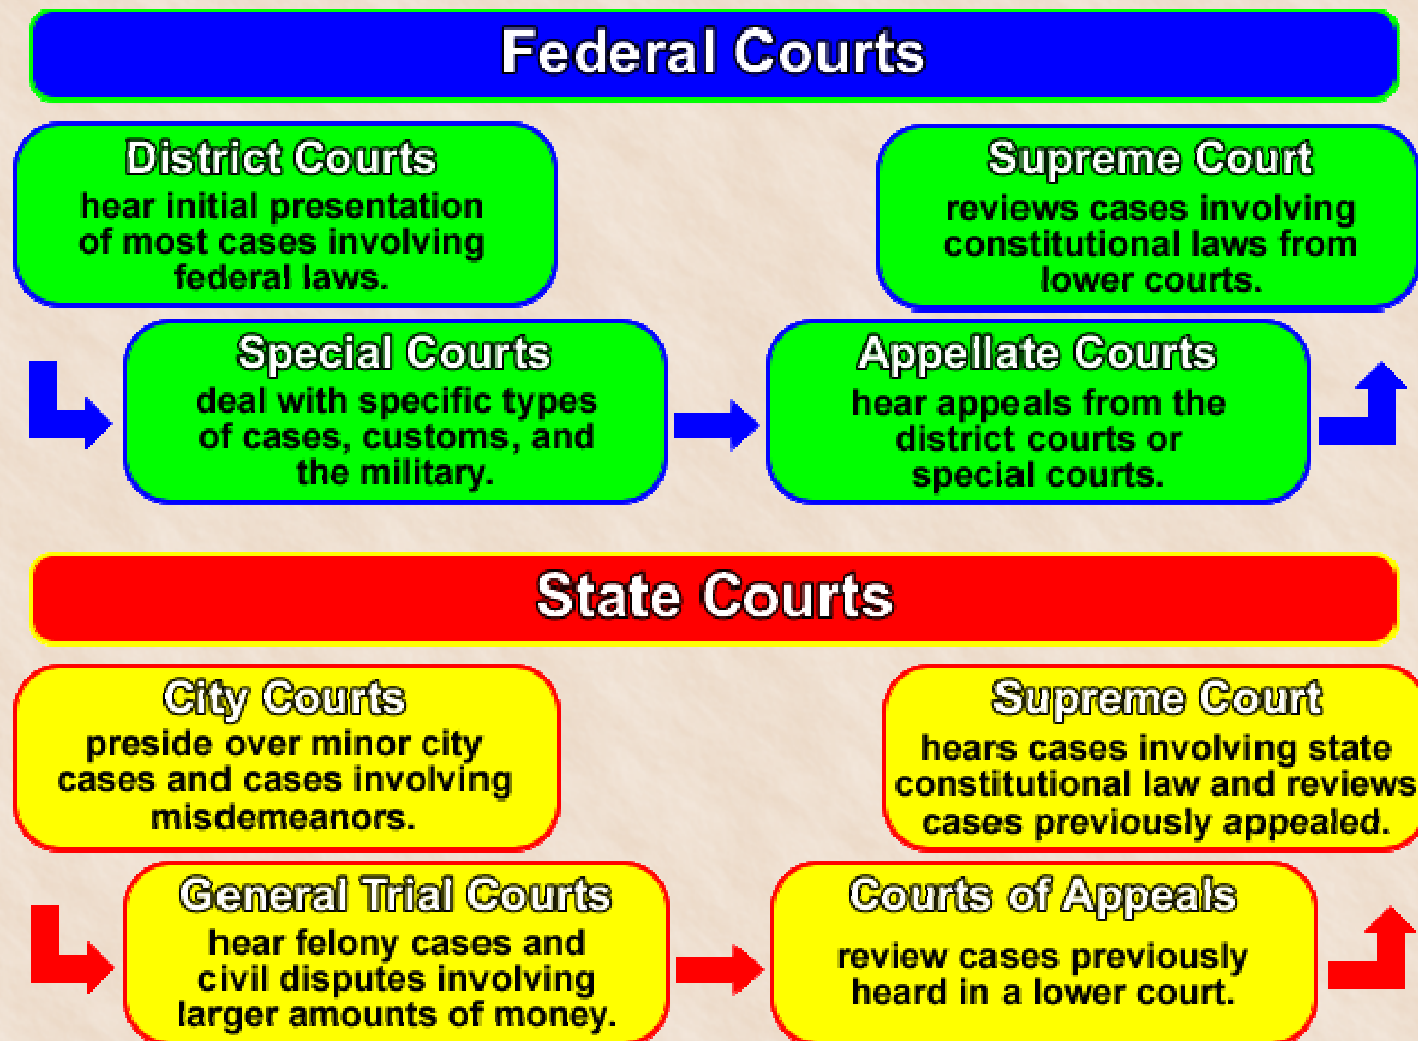 Federal Courts
District Courts
hear initial presentation
of most cases involving
federal laws.
Supreme Court
reviews cases involving
constitutional laws from
lower courts.
Special Courts
deal with specific types
of cases, customs, and
the military.
Appellate Courts
hear appeals from the
district courts or
special courts.
State Courts
City Courts
preside over minor city
cases and cases involving
misdemeanors.
Supreme Court
hears cases involving state
constitutional law and reviews
cases previously appealed.
General Trial Courts
hear felony cases and
civil disputes involving
larger amounts of money.
Courts of Appeals
review cases previously
heard in a lower court.